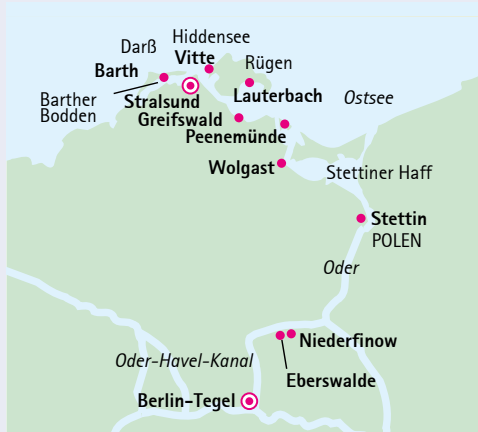 Hiddensee
Darß
Vitte
Rügen
Barth
Lauterbach
Barther
Bodden
Stralsund
Ostsee
Greifswald
Peenemünde
Wolgast
Stettiner Haff
Stettin
POLEN
Oder
Niederfinow
Oder-Havel-Kanal
Eberswalde
Berlin-Tegel